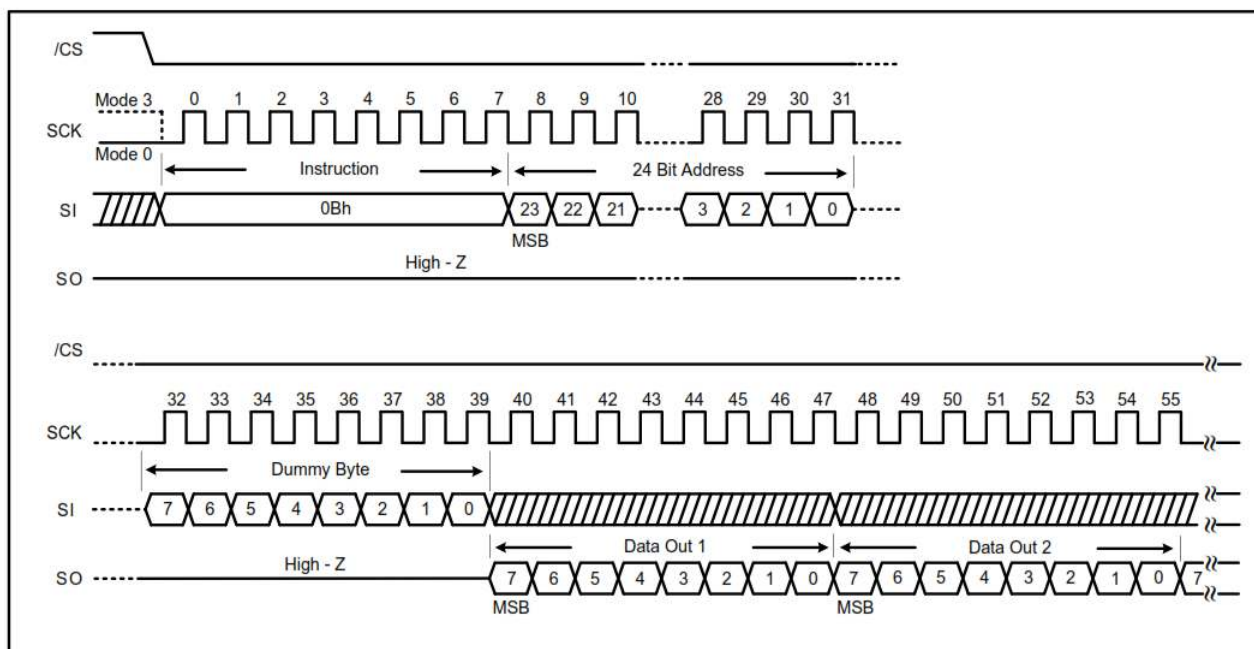 /CS
Mode 3 0 1 2 3 4 5 6 7 8 9 10 28 29 30 31
SCK
Mode 0
Instruction 24 Bit Address
SI 0Bh 23 22 21 3 2 1 0
MSB
High - Z
SO
/CS
32 33 34 35 36 37 38 39 40 41 42 43 44 45 46 47 48 49 50 51 52 53 54 55
SCK
Dummy Byte
SI 7 6 5 4 3 2 1 0
Data Out 1 Data Out 2
High - Z
SO 7 6 5 4 3 2 1 0 7 6 5 4 3 2 1 0 7
MSB MSB